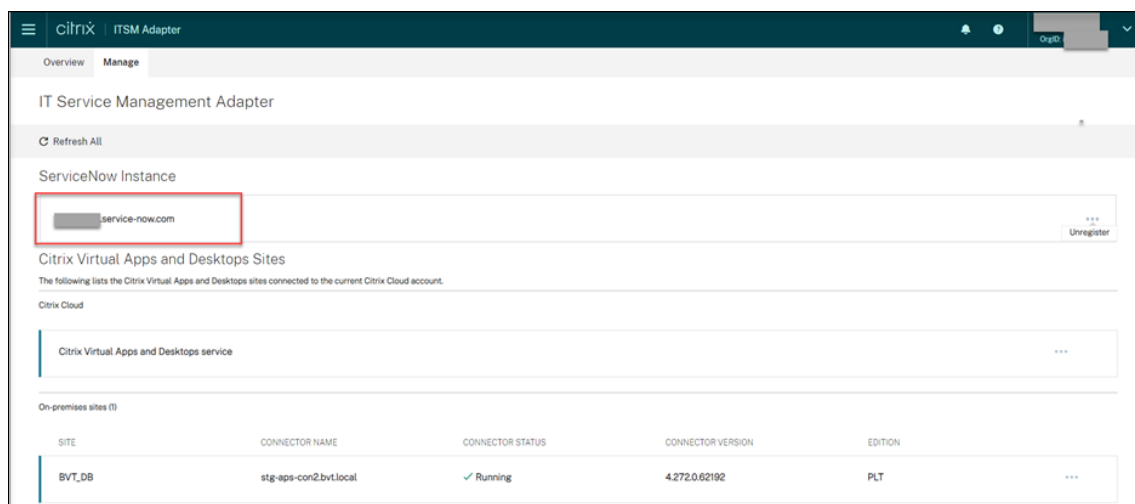 citrix ITSM Adapter
OrgID:
Overview Manage
IT Service Management Adapter
Refresh All
ServiceNow Instance
.service-now.com
Unregister
Citrix Virtual Apps and Desktops Sites
The following lists the Citrix Virtual Apps and Desktops sites connected to the current Citrix Cloud account.
Citrix Cloud
Citrix Virtual Apps and Desktops service
On-premises sites (1)
SITE CONNECTOR NAME CONNECTOR STATUS CONNECTOR VERSION EDITION
BVT_DB stg-aps-con2.bvt.local Running 4.272.0.62192 PLT